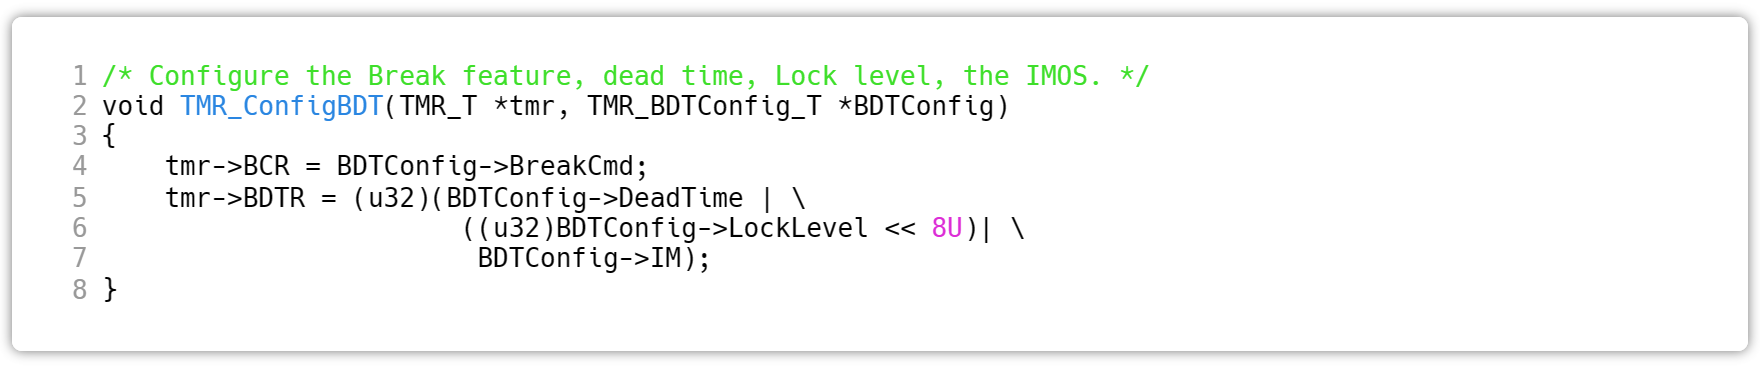 1 /* Configure the Break feature, dead time, Lock level, the IMOS. */
2 void TMR_ConfigBDT(TMR_T *tmr, TMR_BDTConfig_T *BDTConfig)
3 {
4     tmr->BCR = BDTConfig->BreakCmd;
5     tmr->BDTR = (u32)(BDTConfig->DeadTime | \
6                        ((u32)BDTConfig->LockLevel << 8U)| \
7                         BDTConfig->IM);
8 }